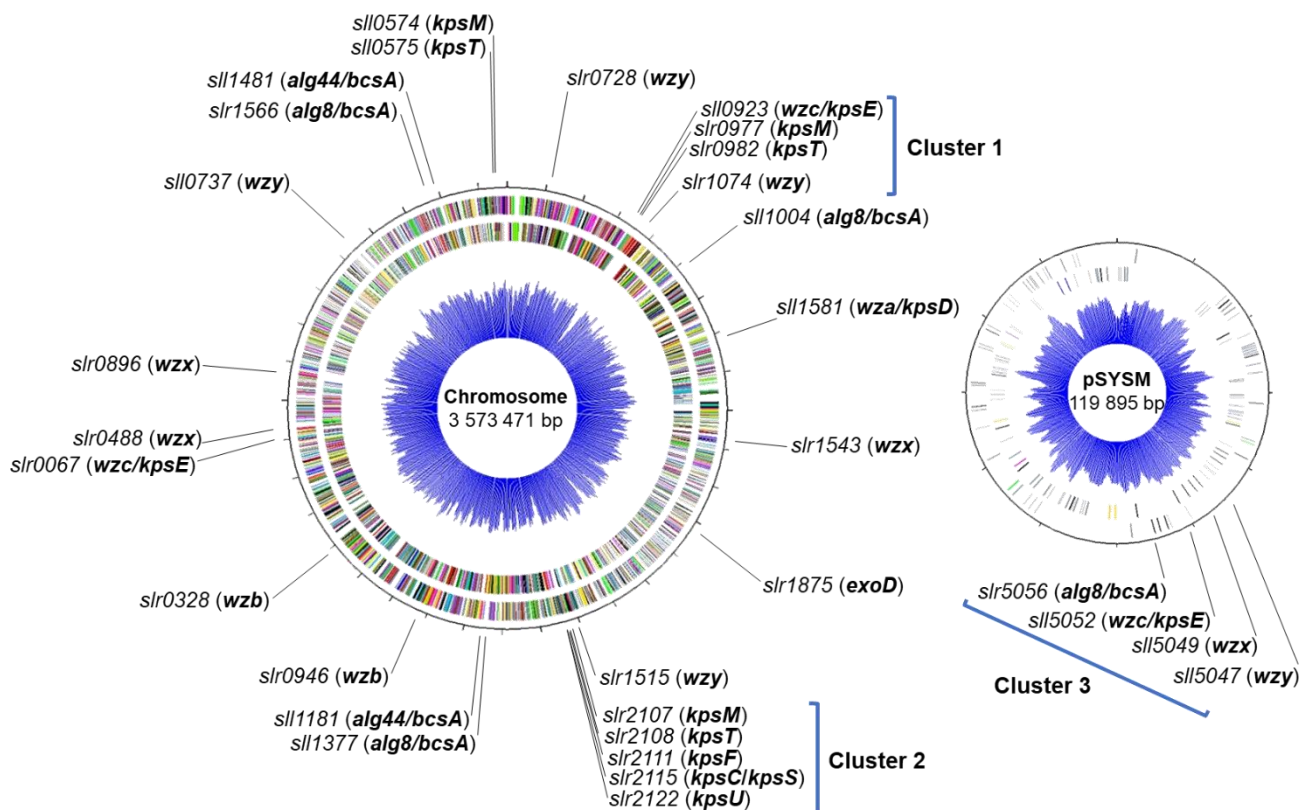 sll0574 (kpsM)
sll0575 (kpsT)
sll1481 (alg44/bcsA)
slr1566 (alg8/bcsA)
sll0737 (wzy)
slr0896 (wzx)
slr0488 (wzx)
slr0067 (wzc/kpsE)
slr0328 (wzb)
slr0946 (wzb)
sll1181 (alg44/bcsA)
sll1377 (alg8/bcsA)
Chromosome
3 573 471 bp
slr0728 (wzy)
sll0923 (wzc/kpsE)
slr0977 (kpsM)
slr0982 (kpsT)
Cluster 1
slr1074 (wzy)
sll1004 (alg8/bcsA)
sll1581 (wza/kpsD)
slr1543 (wzx)
slr1875 (exoD)
slr1515 (wzy)
slr2107 (kpsM)
slr2108 (kpsT)
slr2111 (kpsF)
slr2115 (kpsC/kpsS)
slr2122 (kpsU)
Cluster 2
pSYSM
119 895 bp
slr5056 (alg8/bcsA)
sll5052 (wzc/kpsE)
sll5049 (wzx)
sll5047 (wzy)
Cluster 3